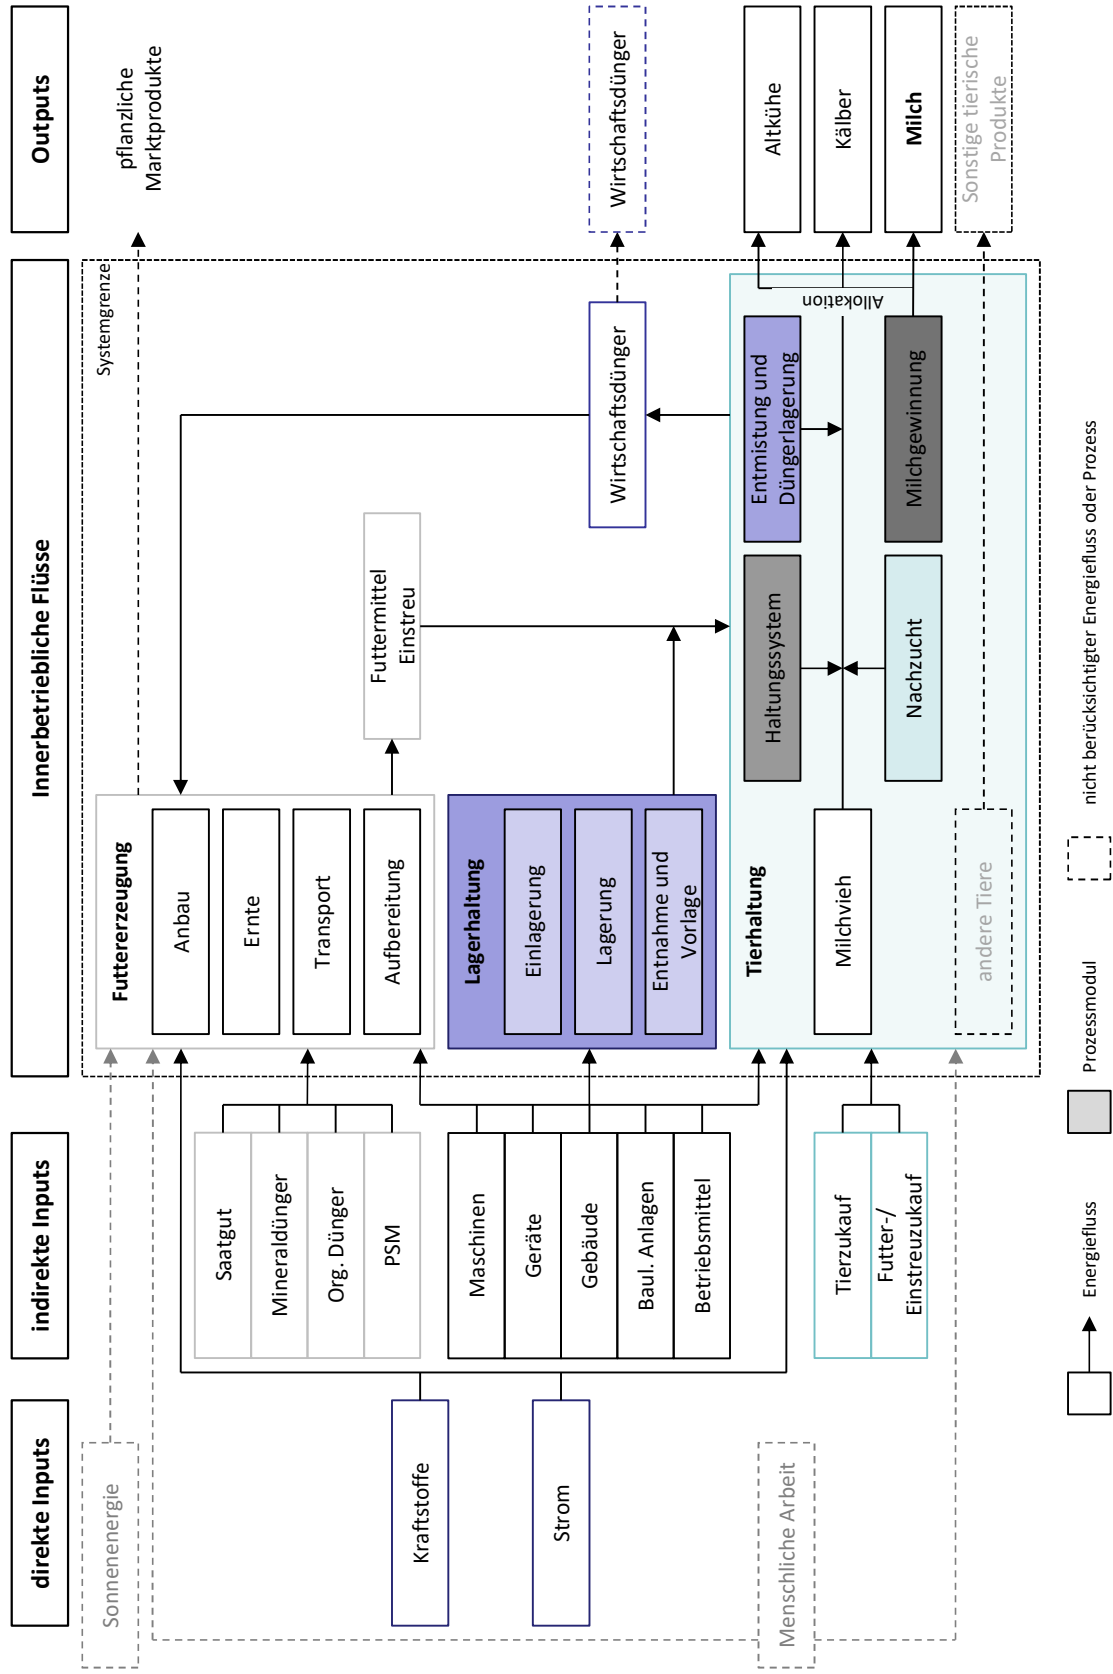 direkte Inputs
indirekte Inputs
Innerbetriebliche Flüsse
Outputs
Sonnenenergie
Kraftstoffe
Strom
Menschliche Arbeit
Saatgut
Mineraldünger
Org. Dünger
PSM
Maschinen
Geräte
Gebäude
Baul. Anlagen
Betriebsmittel
Tierzukauf
Futter-/
Einstreuzukauf
Systemgrenze
Futtererzeugung
Anbau
Ernte
Transport
Aufbereitung
Futtermittel
Einstreu
Lagerhaltung
Einlagerung
Lagerung
Entnahme und
Vorlage
Wirtschaftsdünger
Tierhaltung
Milchvieh
Haltungssystem
Nachzucht
Entmistung und
Düngerlagerung
Milchgewinnung
Allokation
andere Tiere
pflanzliche
Marktprodukte
Wirtschaftsdünger
Altkühe
Kälber
Milch
Sonstige tierische
Produkte
Energiefluss
Prozessmodul
nicht berücksichtigter Energiefluss oder Prozess